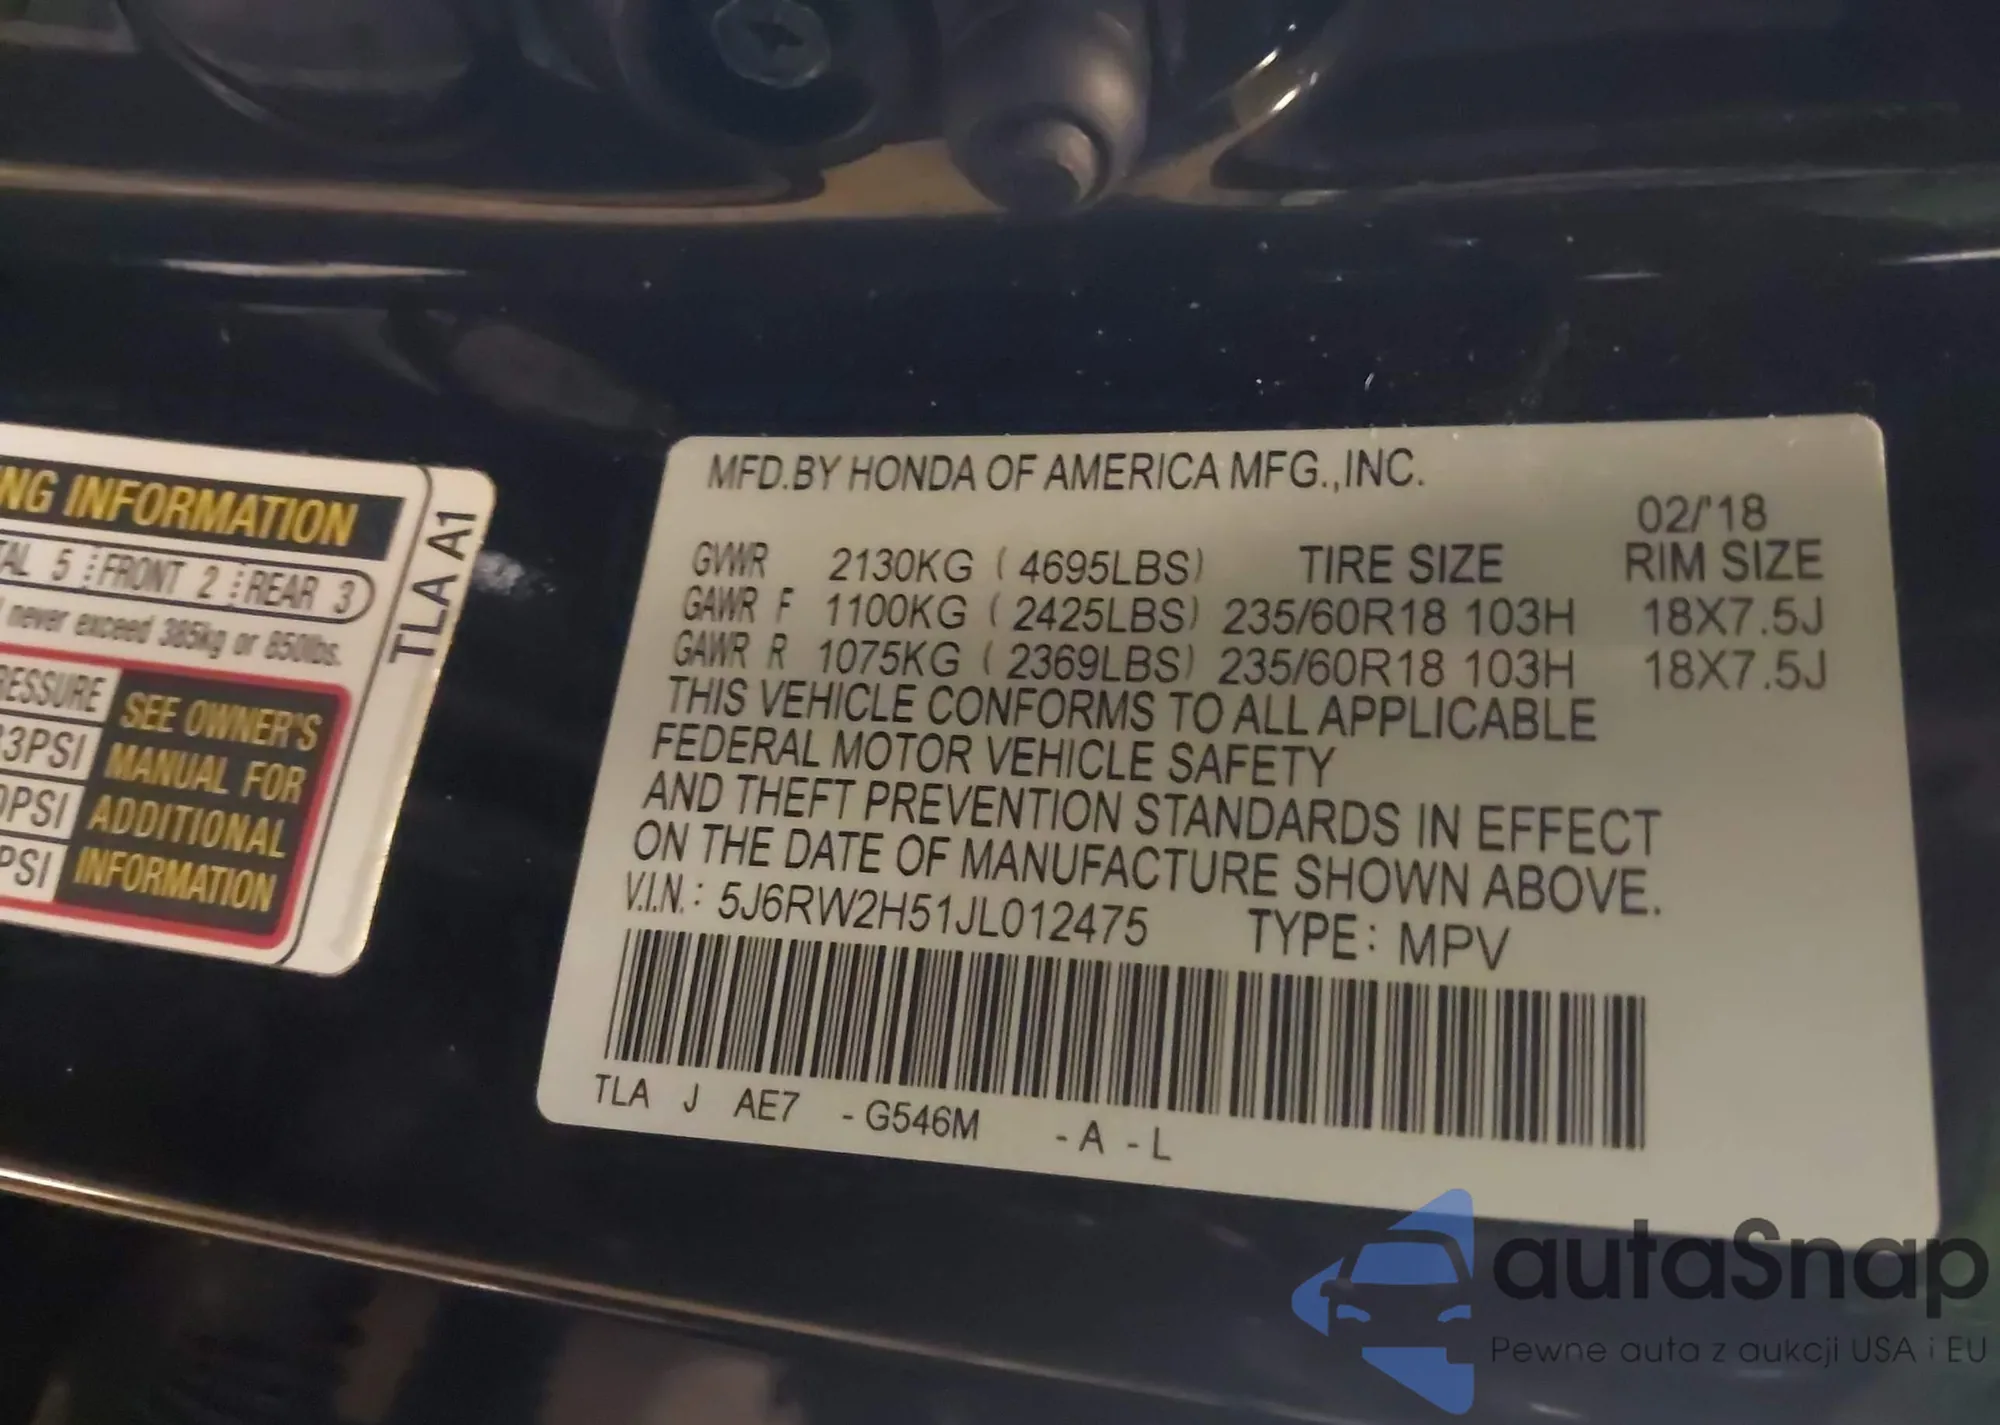 NG INFORMATION
TAL 5 FRONT 2 REAR 3
never exceed 385kg or 850lbs.
RESSURE
SEE OWNER'S
MANUAL FOR
ADDITIONAL
INFORMATION
3PSI
0PSI
PSI
TLA A1
MFD.BY HONDA OF AMERICA MFG.,INC.
02/'18
GVWR 2130KG ( 4695LBS) TIRE SIZE RIM SIZE
GAWR F 1100KG ( 2425LBS) 235/60R18 103H 18X7.5J
GAWR R 1075KG ( 2369LBS) 235/60R18 103H 18X7.5J
THIS VEHICLE CONFORMS TO ALL APPLICABLE
FEDERAL MOTOR VEHICLE SAFETY
AND THEFT PREVENTION STANDARDS IN EFFECT
ON THE DATE OF MANUFACTURE SHOWN ABOVE.
V.I.N.: 5J6RW2H51JL012475 TYPE: MPV
TLA J AE7 -G546M -A -L
autaSnap
Pewne auta z aukcji USA i EU